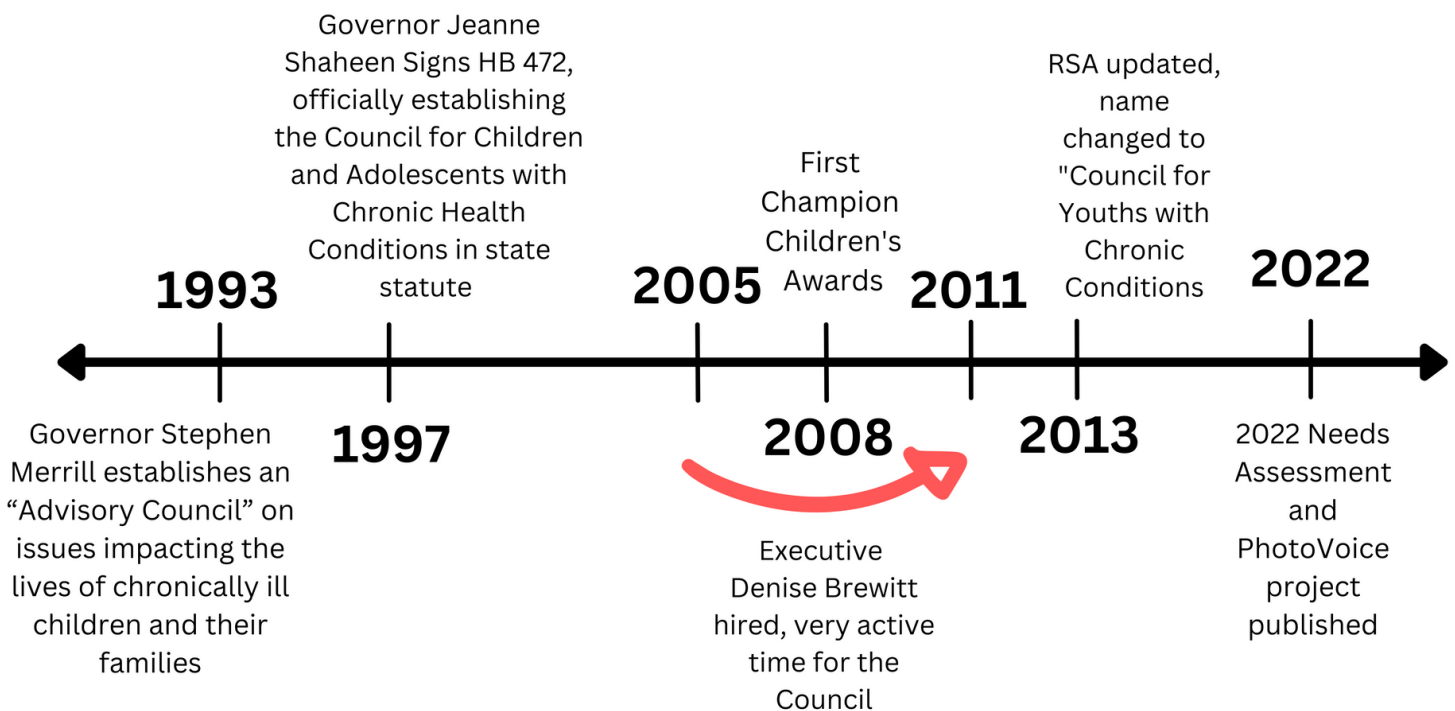 1993
Governor Stephen
Merrill establishes an
“Advisory Council” on
issues impacting the
lives of chronically ill
children and their
families
Governor Jeanne
Shaheen Signs HB 472,
officially establishing
the Council for Children
and Adolescents with
Chronic Health
Conditions in state
statute
1997
2005
First
Champion
Children's
Awards
2008
2011
Executive
Denise Brewitt
hired, very active
time for the
Council
RSA updated,
name
changed to
"Council for
Youths with
Chronic
Conditions
2013
2022
2022 Needs
Assessment
and
PhotoVoice
project
published